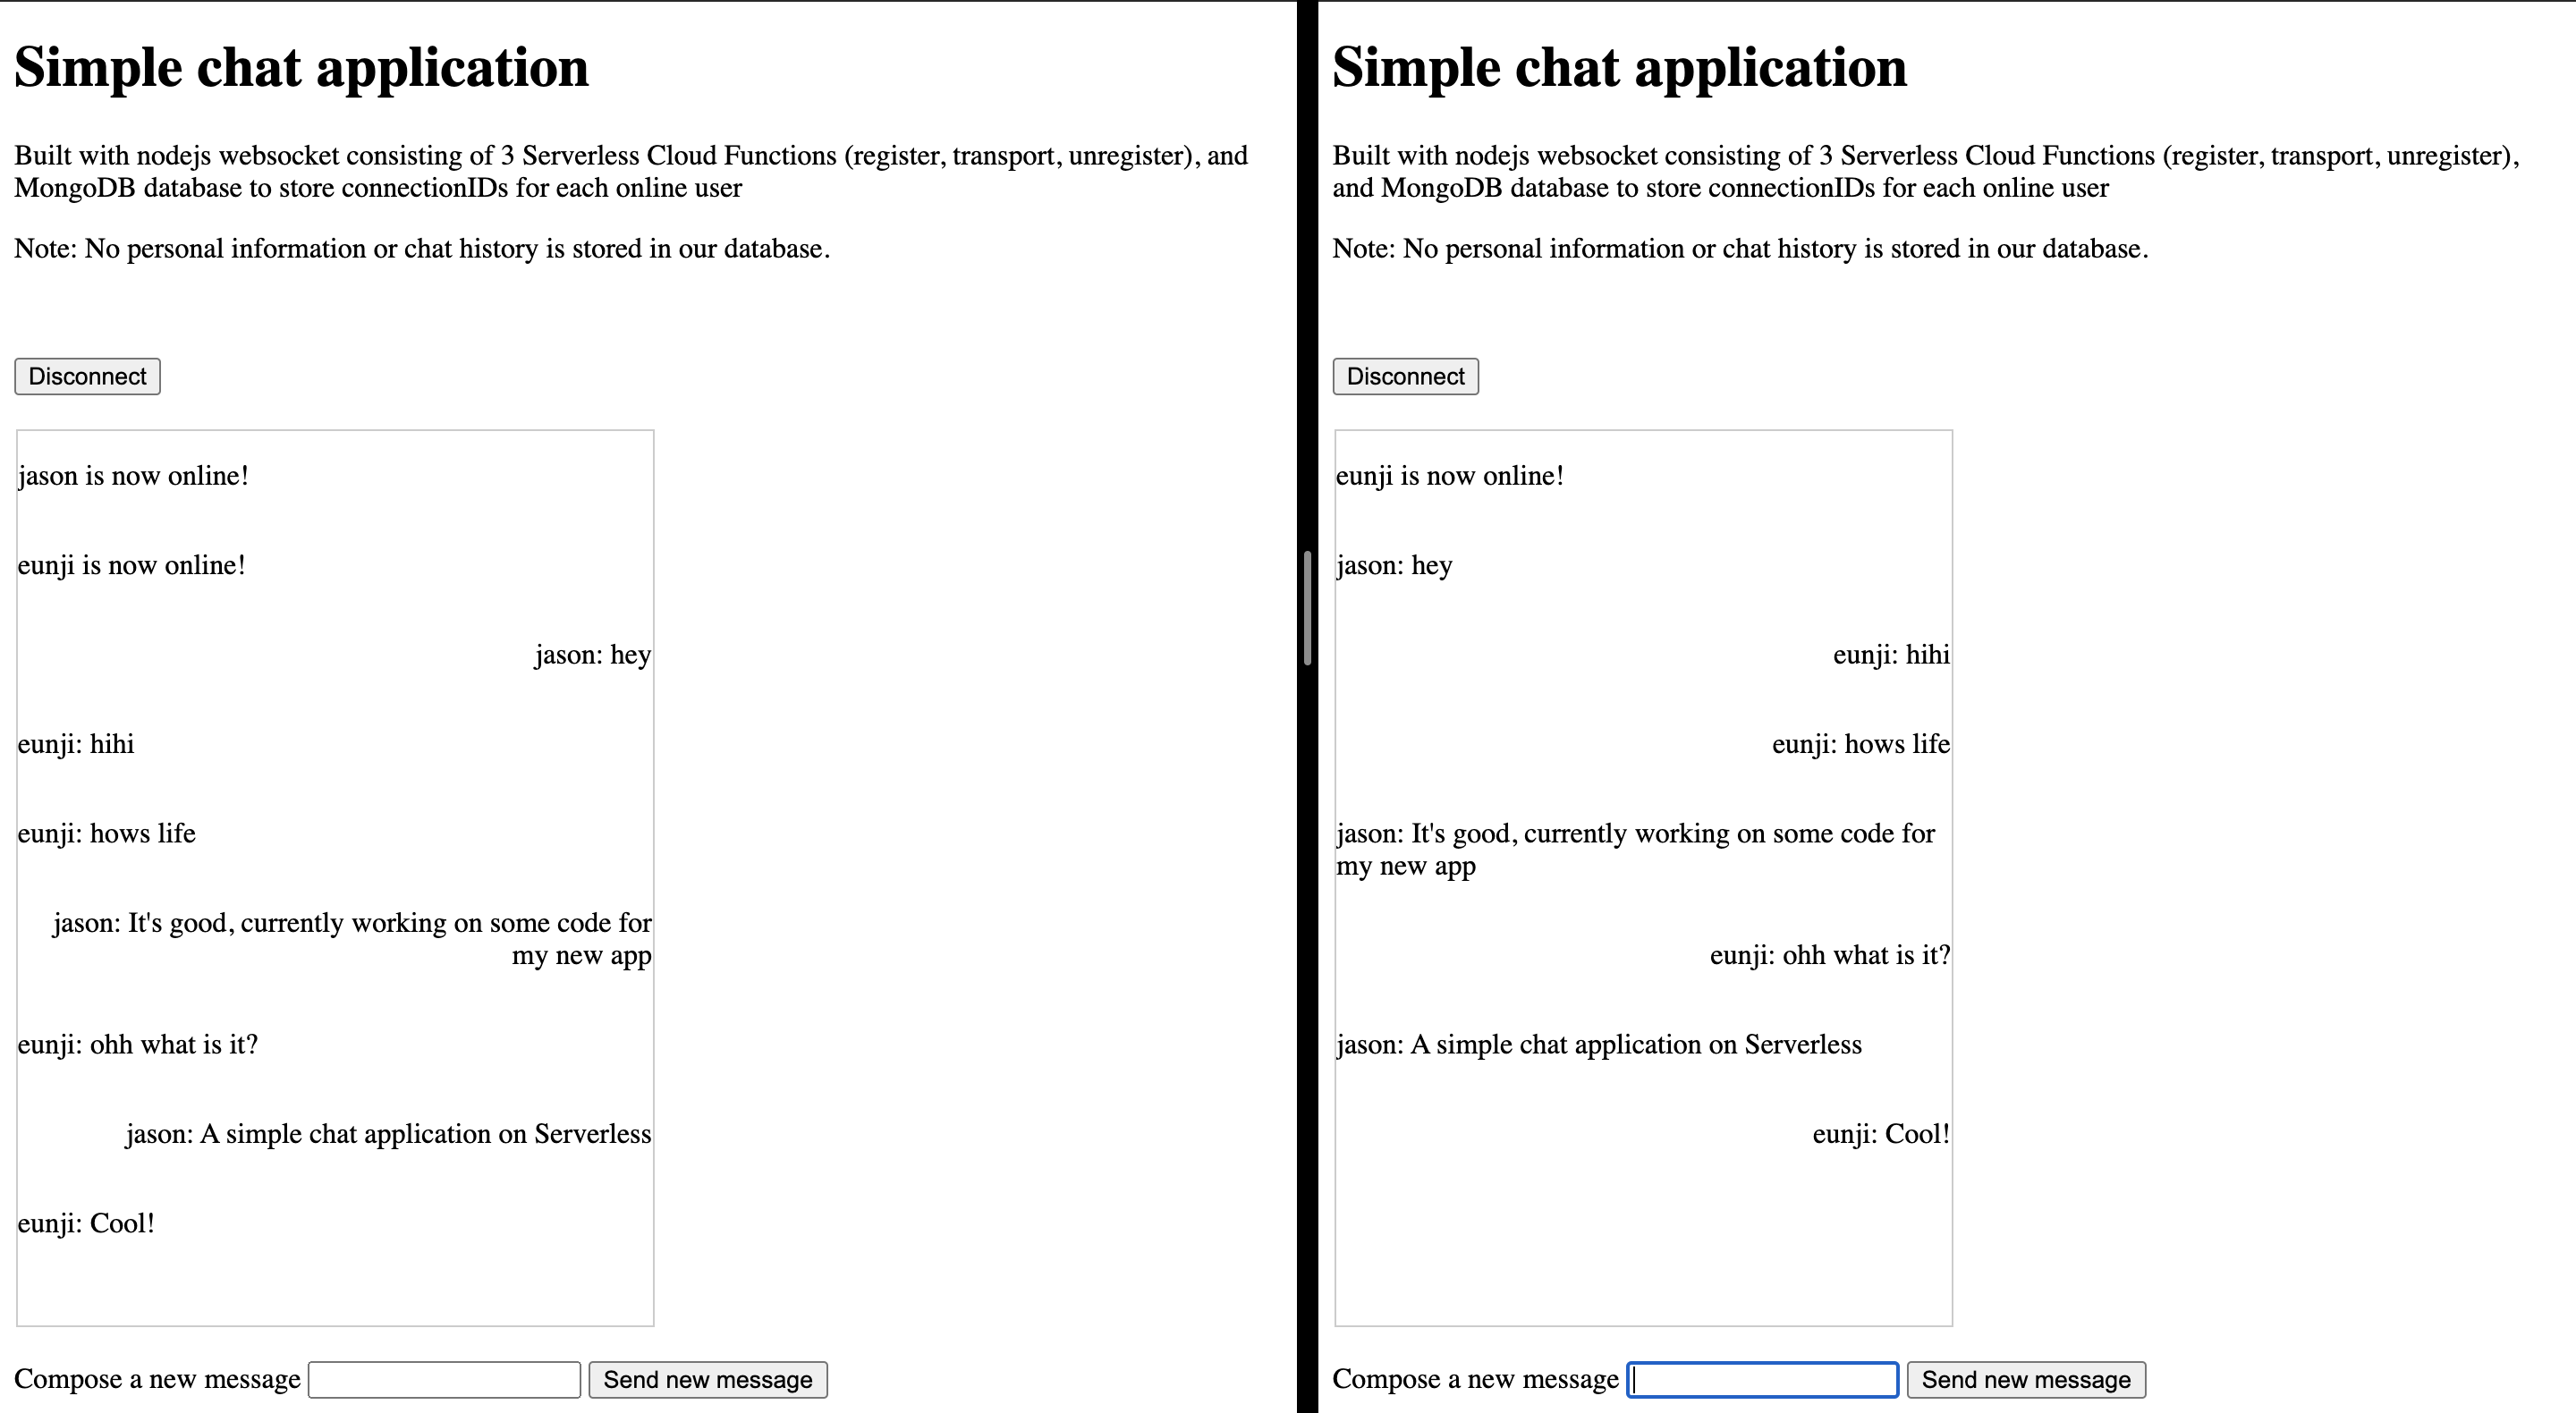 Simple chat application
Built with nodejs websocket consisting of 3 Serverless Cloud Functions (register, transport, unregister), and
MongoDB database to store connectionIDs for each online user
Note: No personal information or chat history is stored in our database.
Disconnect
jason is now online!
eunji is now online!
jason: hey
eunji: hihi
eunji: hows life
jason: It's good, currently working on some code for
my new app
eunji: ohh what is it?
jason: A simple chat application on Serverless
eunji: Cool!
Compose a new message
Send new message
Simple chat application
Built with nodejs websocket consisting of 3 Serverless Cloud Functions (register, transport, unregister),
and MongoDB database to store connectionIDs for each online user
Note: No personal information or chat history is stored in our database.
Disconnect
eunji is now online!
jason: hey
eunji: hihi
eunji: hows life
jason: It's good, currently working on some code for
my new app
eunji: ohh what is it?
jason: A simple chat application on Serverless
eunji: Cool!
Compose a new message
Send new message